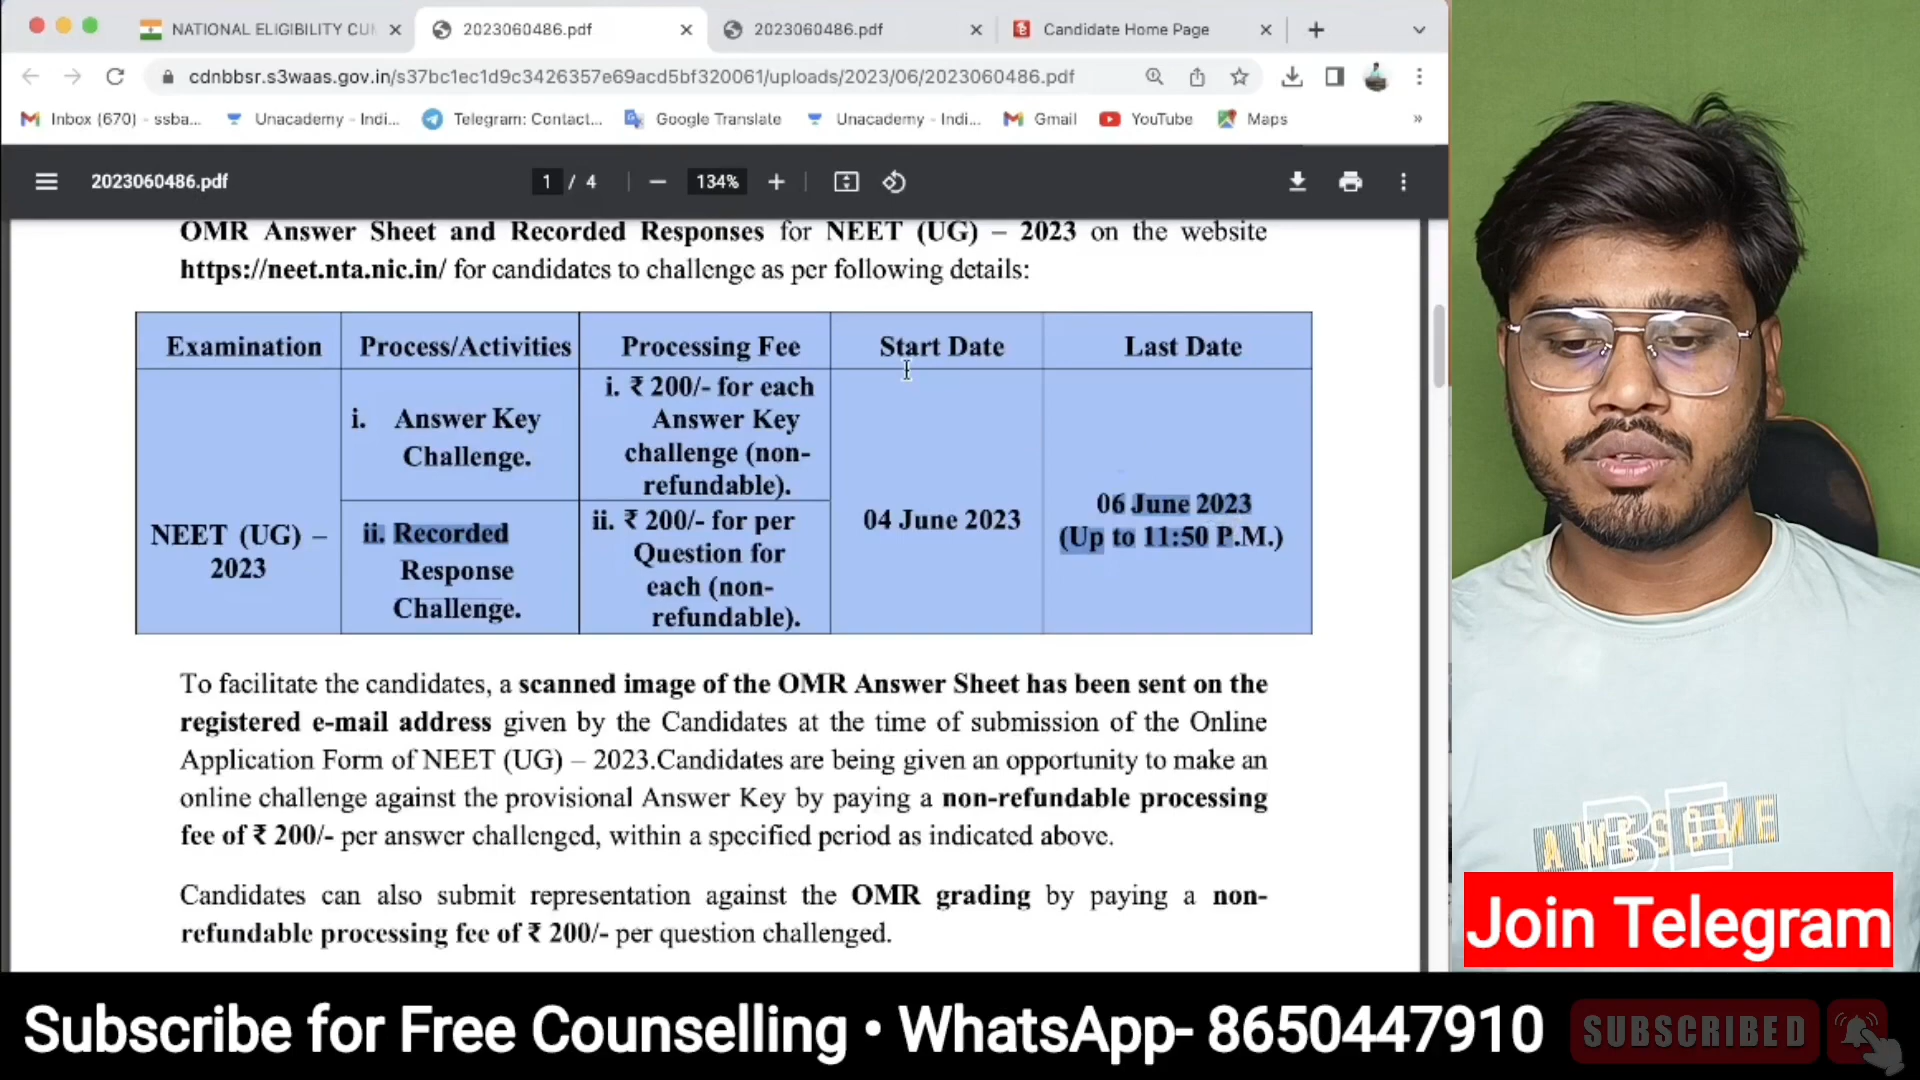 NATIONAL ELIGIBILITY CU
2023060486.pdf
2023060486.pdf
Candidate Home Page
cdnbbsr.s3waas.gov.in/s37bc1ec1d9c3426357e69acd5bf320061/uploads/2023/06/2023060486.pdf
Inbox (670) - ssba...
Unacademy - Indi...
Telegram: Contact...
Google Translate
Unacademy - Indi...
Gmail
YouTube
Maps
»
2023060486.pdf
1 / 4
134%
OMR Answer Sheet and Recorded Responses for NEET (UG) – 2023 on the website
https://neet.nta.nic.in/ for candidates to challenge as per following details:
Examination
Process/Activities
Processing Fee
Start Date
Last Date
NEET (UG) –
2023
i. Answer Key
Challenge.
i. ₹ 200/- for each
Answer Key
challenge (non-
refundable).
ii. Recorded
Response
Challenge.
ii. ₹ 200/- for per
Question for
each (non-
refundable).
04 June 2023
06 June 2023
(Up to 11:50 P.M.)
To facilitate the candidates, a scanned image of the OMR Answer Sheet has been sent on the
registered e-mail address given by the Candidates at the time of submission of the Online
Application Form of NEET (UG) – 2023.Candidates are being given an opportunity to make an
online challenge against the provisional Answer Key by paying a non-refundable processing
fee of ₹ 200/- per answer challenged, within a specified period as indicated above.
Candidates can also submit representation against the OMR grading by paying a non-
refundable processing fee of ₹ 200/- per question challenged.
BE
AWESOME
Join Telegram
Subscribe for Free Counselling • WhatsApp- 8650447910
SUBSCRIBED